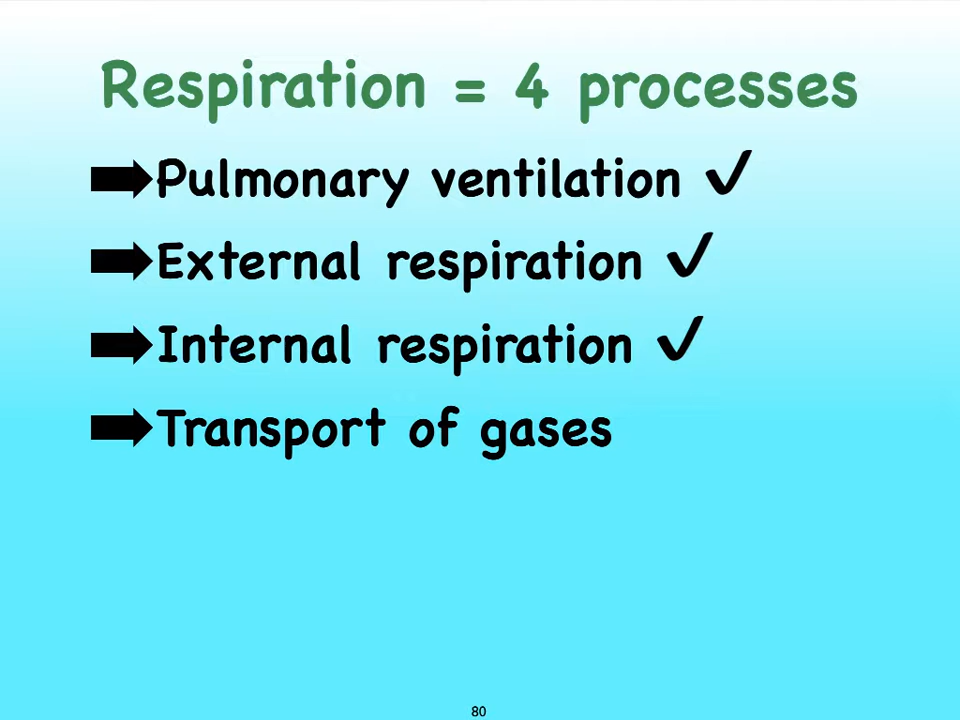 Respiration = 4 processes
➡Pulmonary ventilation ✓
➡External respiration ✓
➡Internal respiration ✓
➡Transport of gases
80